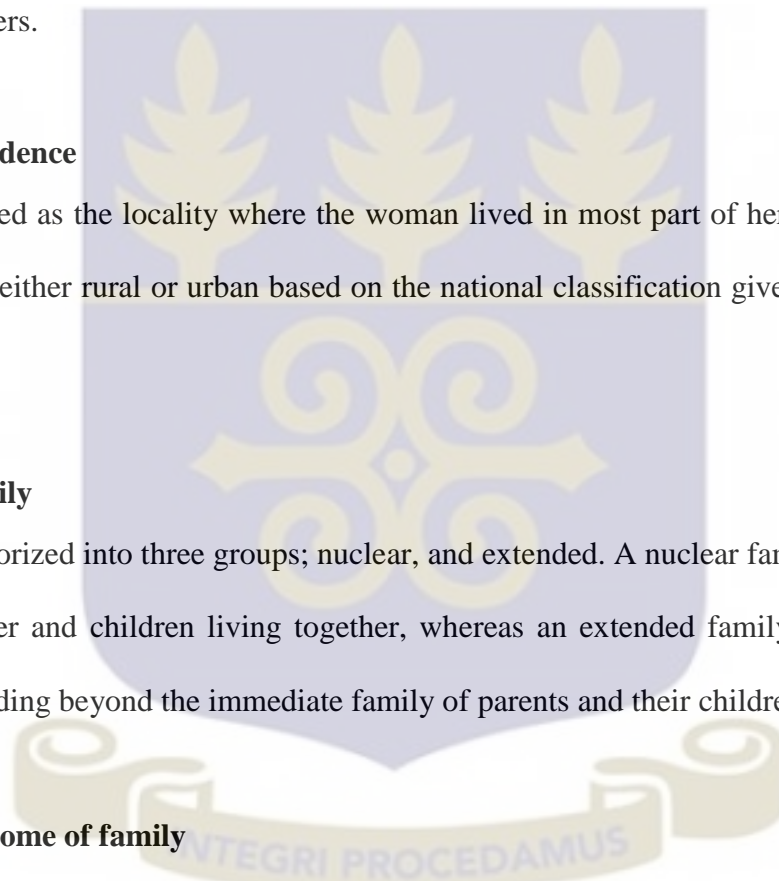 ers.
dence
ed as the locality where the woman lived in most part of her
either rural or urban based on the national classification give
ily
orized into three groups; nuclear, and extended. A nuclear far
er and children living together, whereas an extended family
ding beyond the immediate family of parents and their childre
ome of family
INTEGRI PROCEDAMUS